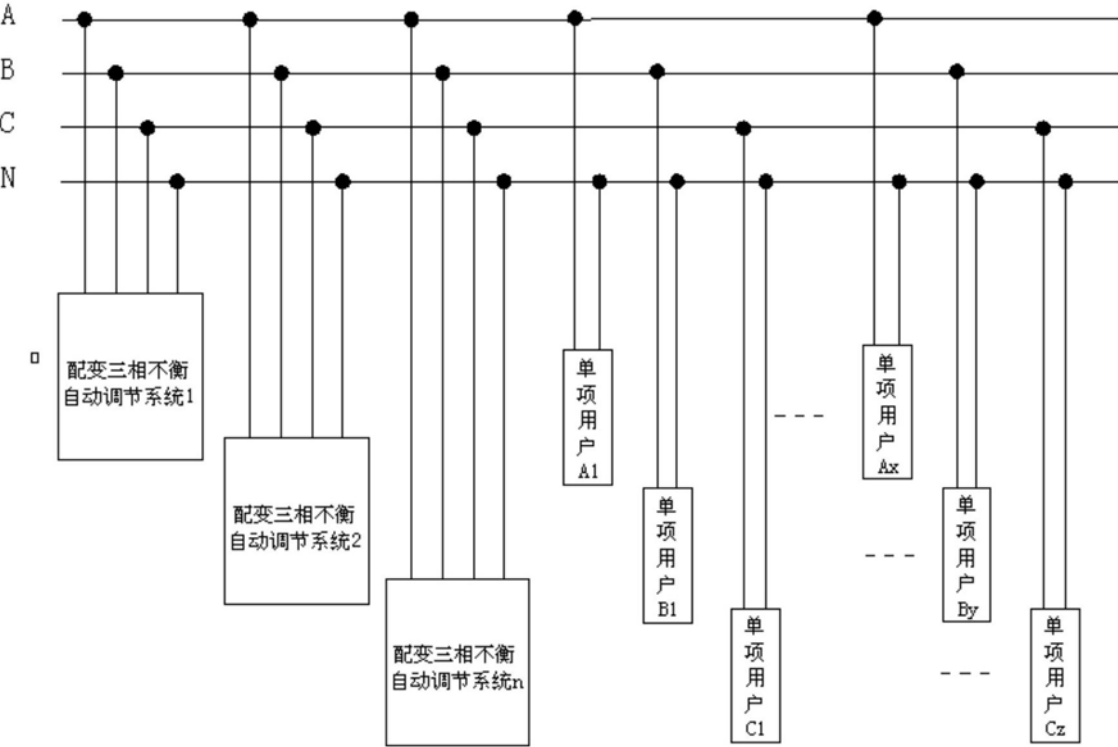 A
B
C
N
配变三相不衡
自动调节系统1
配变三相不衡
自动调节系统2
配变三相不衡
自动调节系统n
单
项
用
户
A1
单
项
用
户
B1
单
项
用
户
C1
单
项
用
户
Ax
单
项
用
户
By
单
项
用
户
Cz